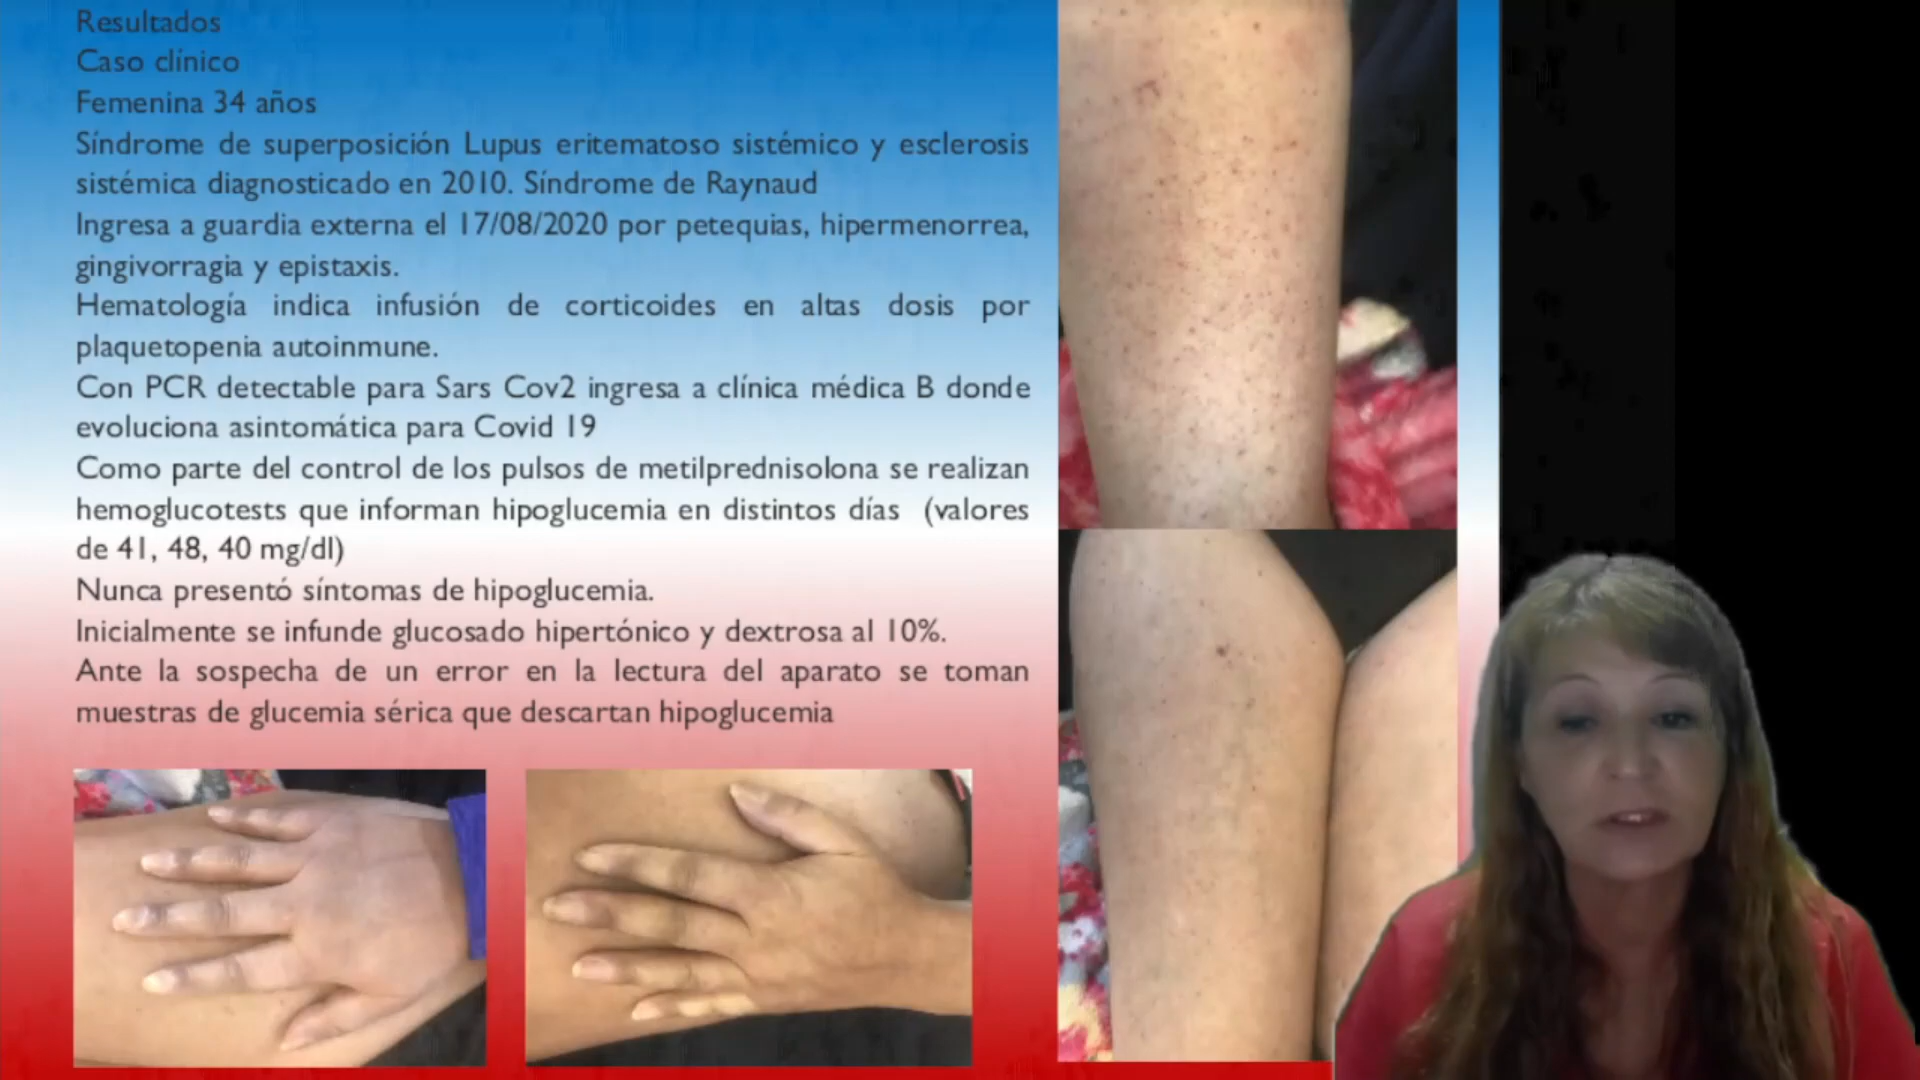 Resultados
Caso clínico
Femenina 34 años
Síndrome de superposición Lupus eritematoso sistémico y esclerosis
sistémica diagnosticado en 2010. Síndrome de Raynaud
Ingresa a guardia externa el 17/08/2020 por petequias, hipermenorrea,
gingivorragia y epistaxis.
Hematología indica infusión de corticoides en altas dosis por
plaquetopenia autoinmune.
Con PCR detectable para Sars Cov2 ingresa a clínica médica B donde
evoluciona asintomática para Covid 19
Como parte del control de los pulsos de metilprednisolona se realizan
hemoglucotests que informan hipoglucemia en distintos días (valores
de 41, 48, 40 mg/dl)
Nunca presentó síntomas de hipoglucemia.
Inicialmente se infunde glucosado hipertónico y dextrosa al 10%.
Ante la sospecha de un error en la lectura del aparato se toman
muestras de glucemia sérica que descartan hipoglucemia